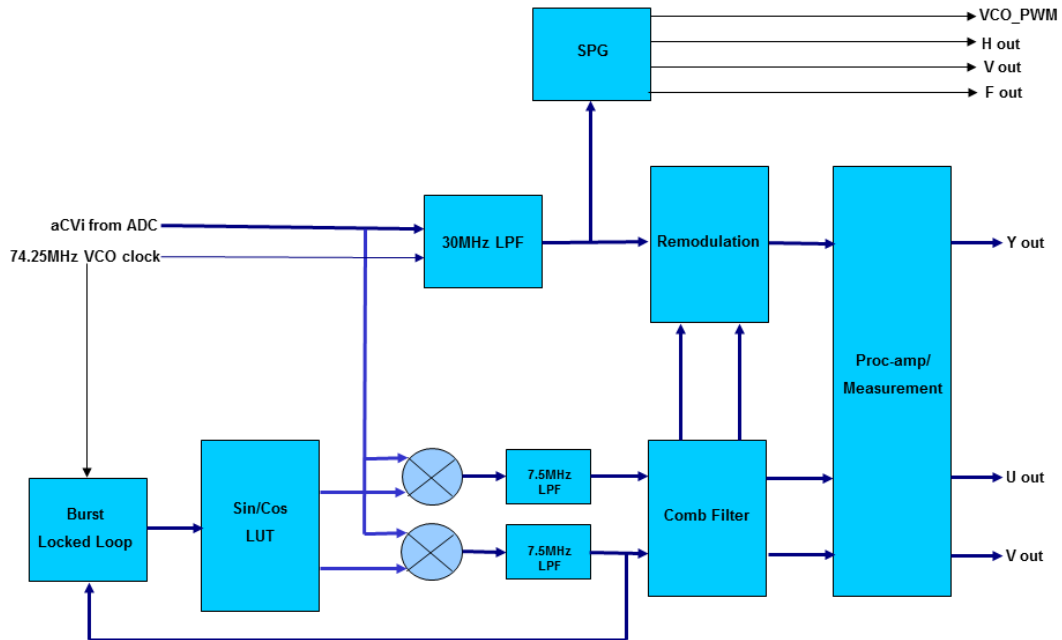 VCO_PWM
SPG
H out
V out
F out
aCVi from ADC
30MHz LPF
Remodulation
Y out
74.25MHz VCO clock
Proc-amp/
Measurement
Burst
Locked Loop
Sin/Cos
LUT
7.5MHz
LPF
7.5MHz
LPF
Comb Filter
U out
V out